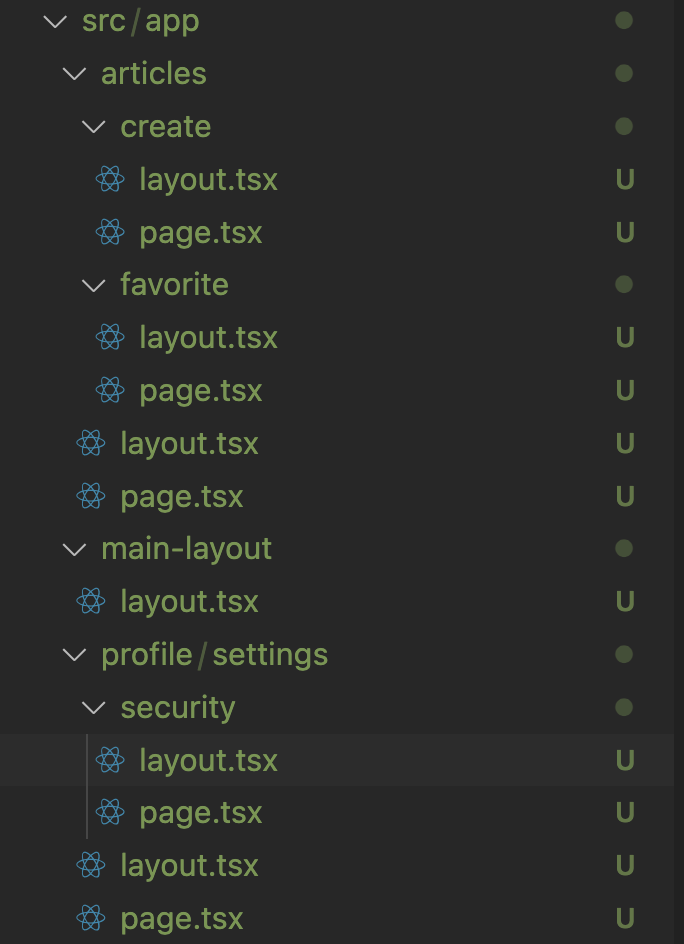 src/app
articles
create
layout.tsx U
page.tsx U
favorite
layout.tsx U
page.tsx U
layout.tsx U
page.tsx U
main-layout
layout.tsx U
profile/settings
security
layout.tsx U
page.tsx U
layout.tsx U
page.tsx U